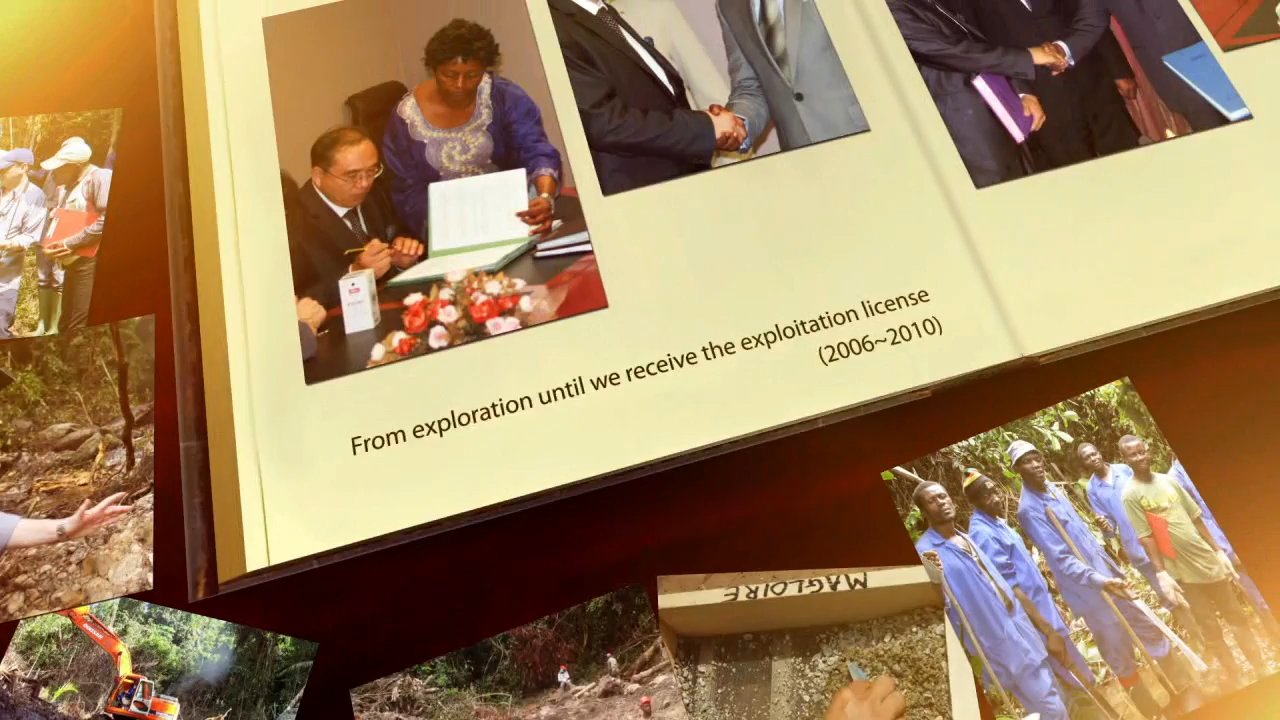 From exploration until we receive the exploitation license
(2006~2010)
MAGLOIRE